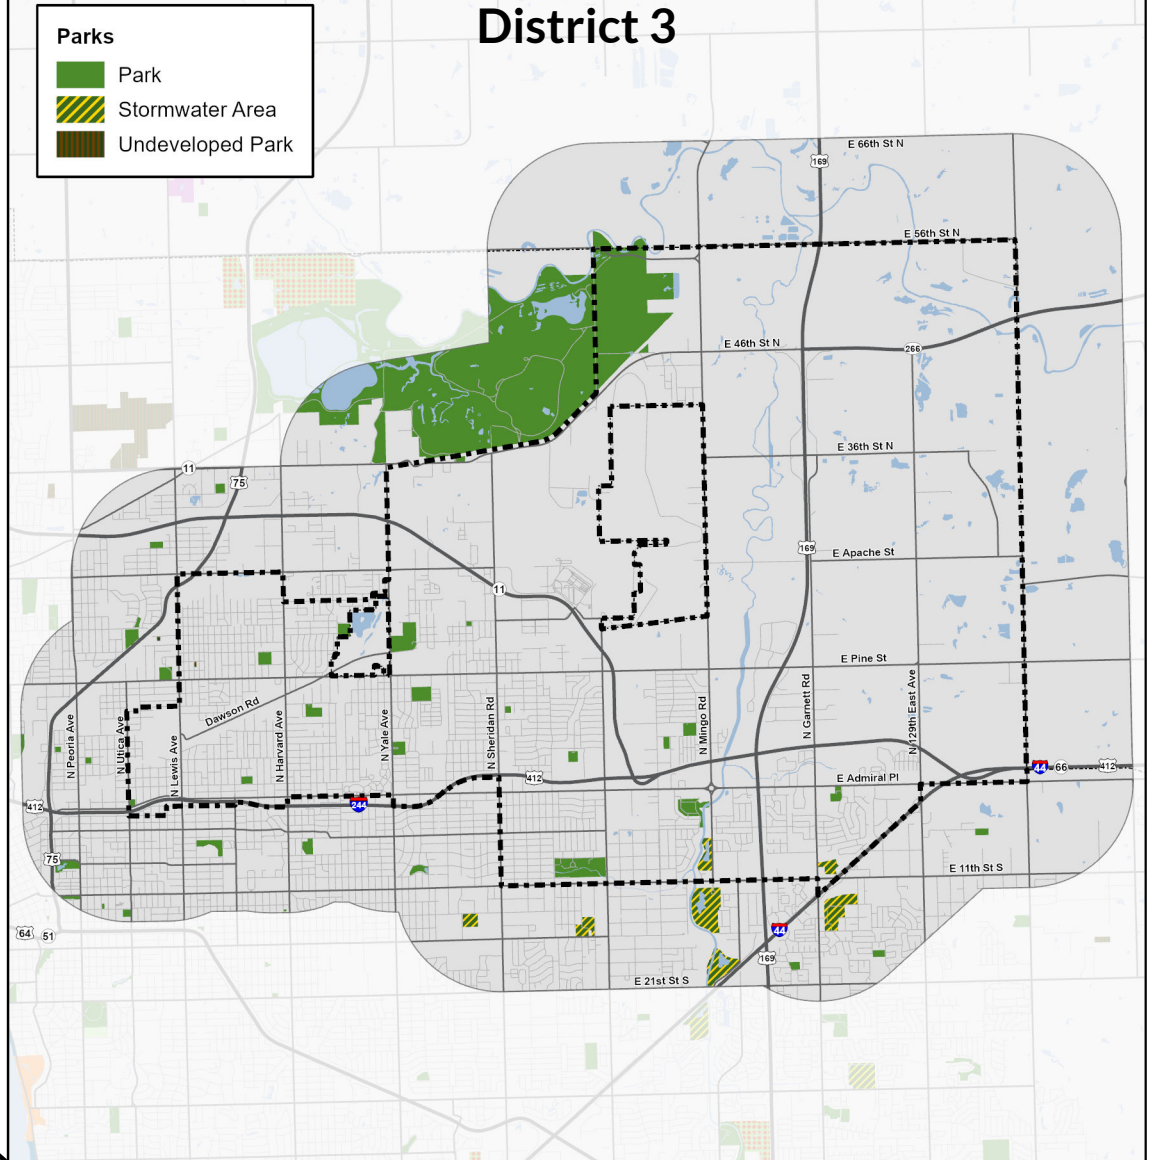 District 3
Parks
Park
Stormwater Area
Undeveloped Park
E 66th St N
169
E 56th St N
E 46th St N
266
E 36th St N
11
75
169
E Apache St
11
E Pine St
Dawson Rd
N Peoria Ave
N Utica Ave
N Lewis Ave
N Harvard Ave
N Yale Ave
N Sheridan Rd
N Mingo Rd
N Garnett Rd
N 129th East Ave
412
44
66
412
E Admiral Pl
412
244
75
E 11th St S
64
51
44
169
E 21st St S